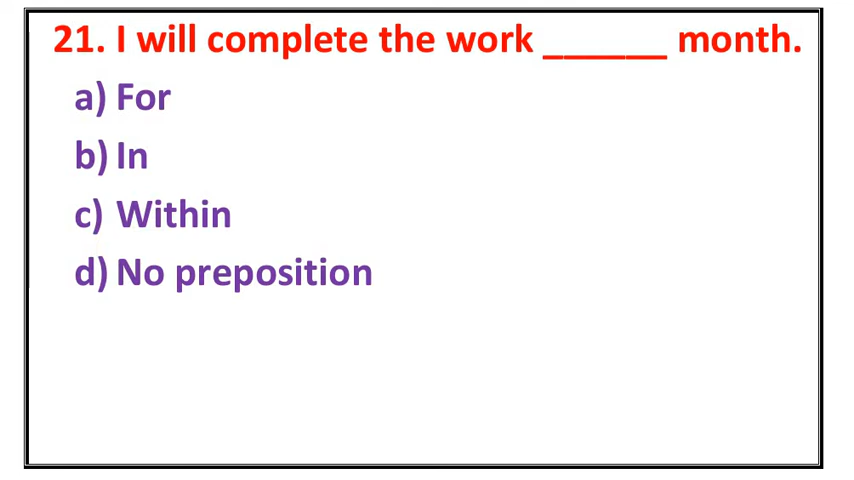 21. I will complete the work ______ month.
a) For
b) In
c) Within
d) No preposition